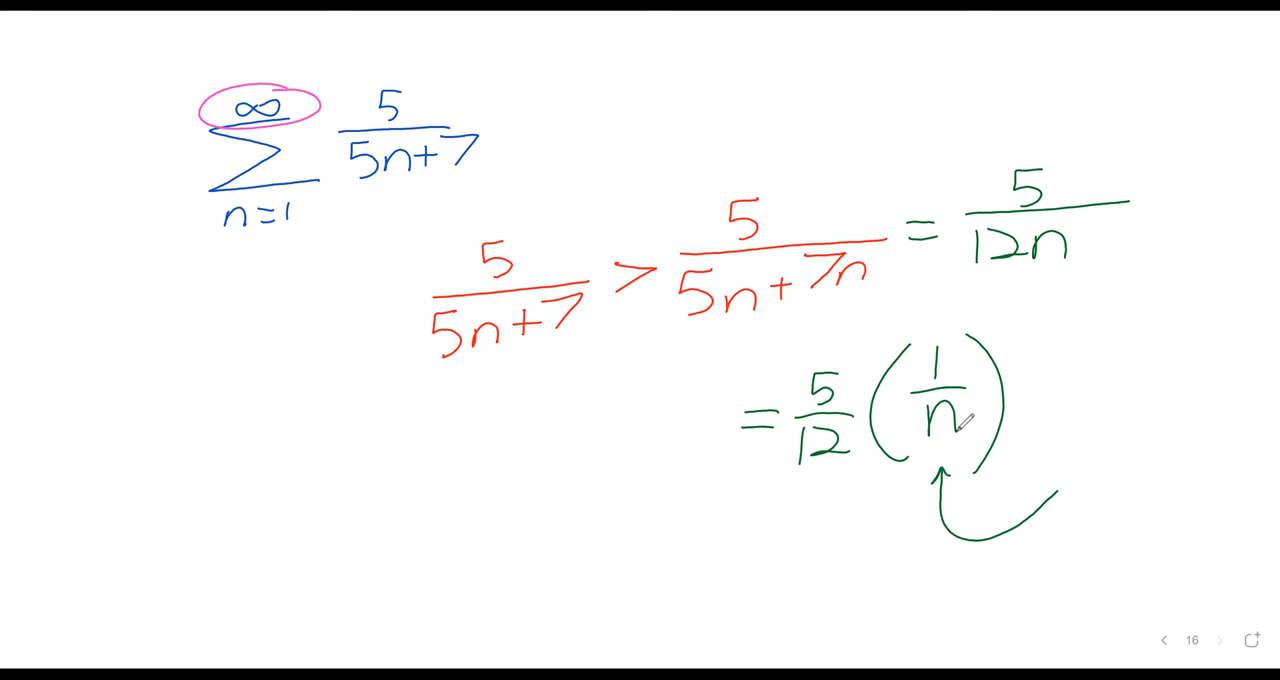 ∞
∑ 5/(5n+7)
n=1
5/(5n+7) > 5/(5n+7n) = 5/(12n)
= 5/12 (1/n)
16